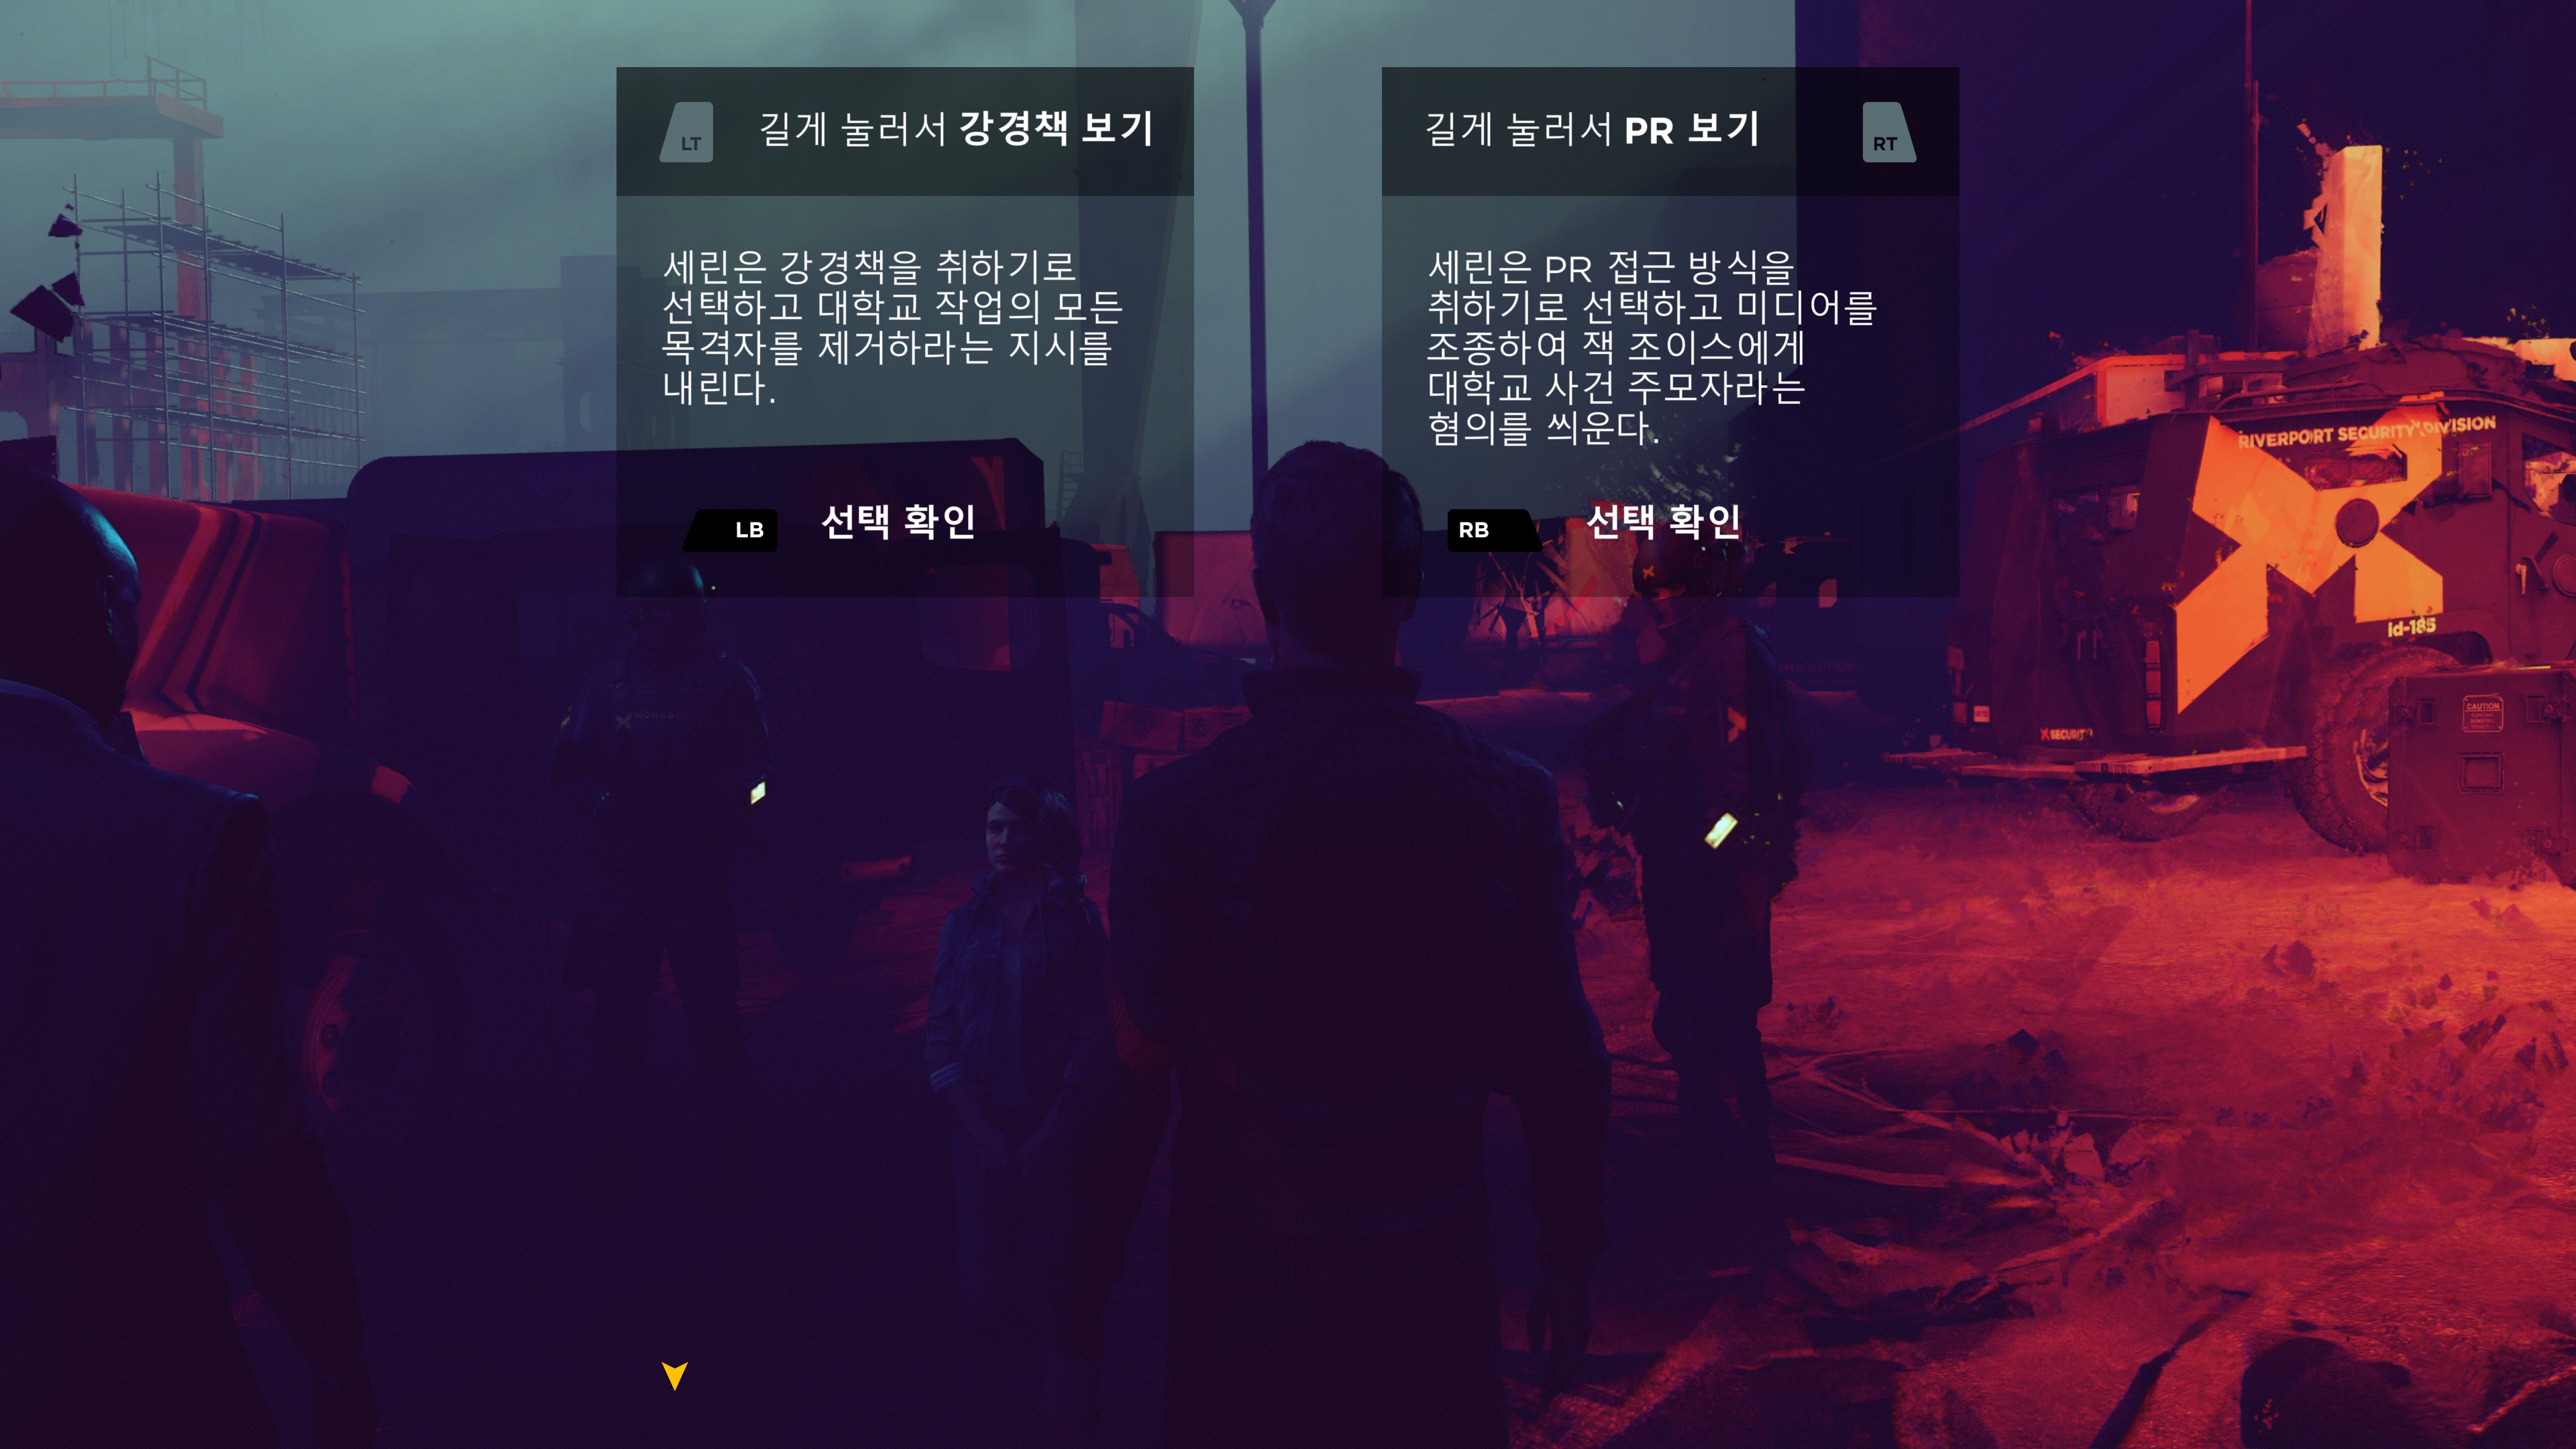 LT
길게 눌러서 강경책 보기
세린은 강경책을 취하기로
선택하고 대학교 작업의 모든
목격자를 제거하라는 지시를
내린다.
LB
선택 확인
길게 눌러서 PR 보기
RT
세린은 PR 접근 방식을
취하기로 선택하고 미디어를
조종하여 잭 조이스에게
대학교 사건 주모자라는
혐의를 씌운다.
RB
선택 확인
RIVERPORT SECURITY DIVISION
id-185
SECURITY
CAUTION